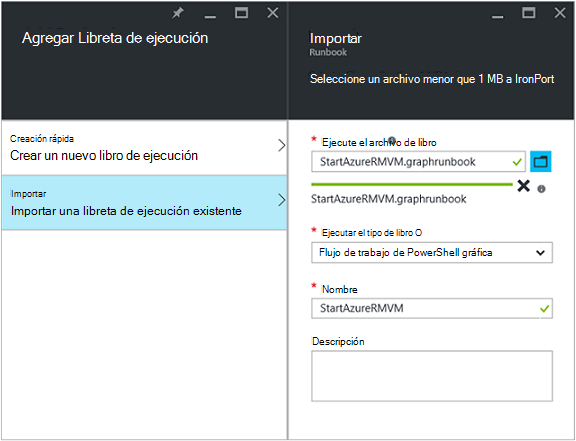 Agregar Libreta de ejecución
Creación rápida
Crear un nuevo libro de ejecución
Importar
Importar una libreta de ejecución existente
Importar
Runbook
Seleccione un archivo menor que 1 MB a IronPort
* Ejecute el archivo de libro
StartAzureRMVM.graphrunbook
StartAzureRMVM.graphrunbook
* Ejecutar el tipo de libro O
Flujo de trabajo de PowerShell gráfica
* Nombre
StartAzureRMVM
Descripción